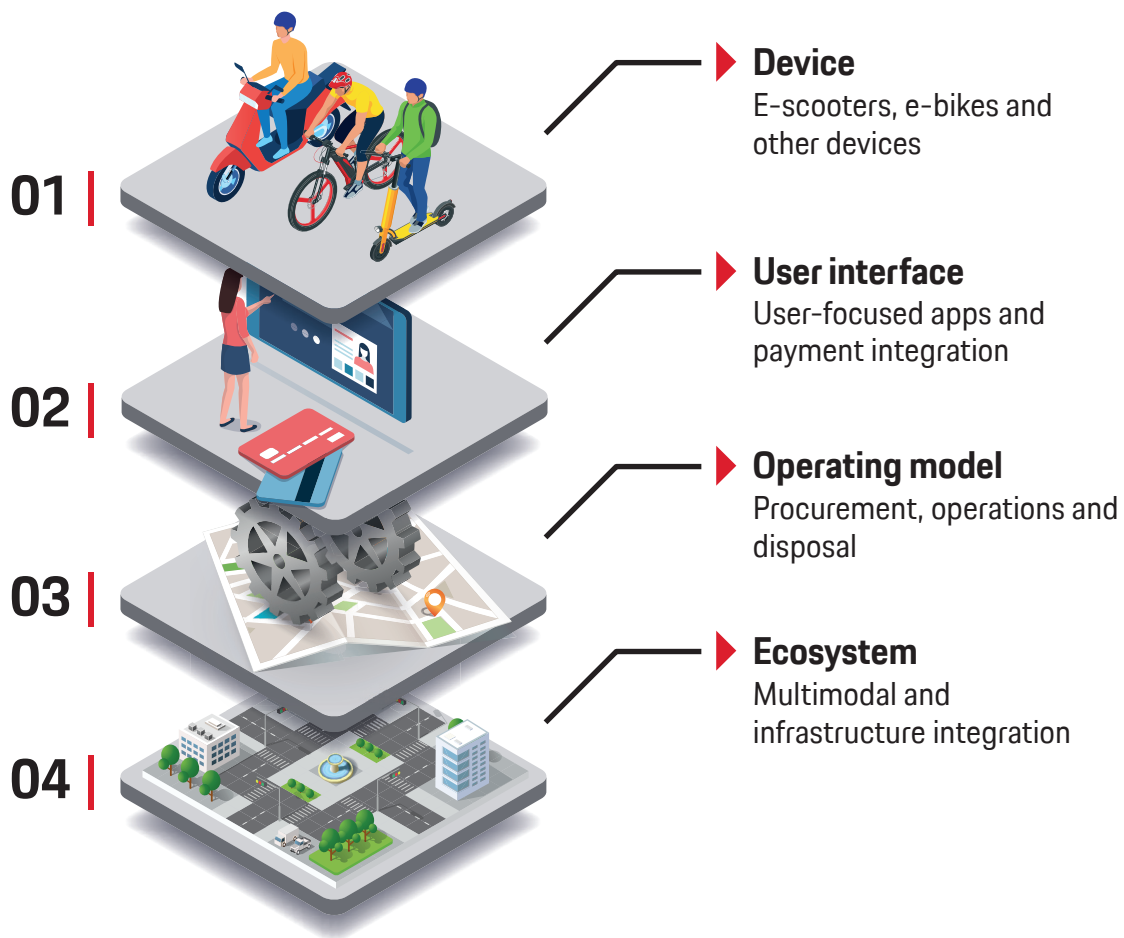 01
Device
E-scooters, e-bikes and
other devices
02
User interface
User-focused apps and
payment integration
03
Operating model
Procurement, operations and
disposal
04
Ecosystem
Multimodal and
infrastructure integration